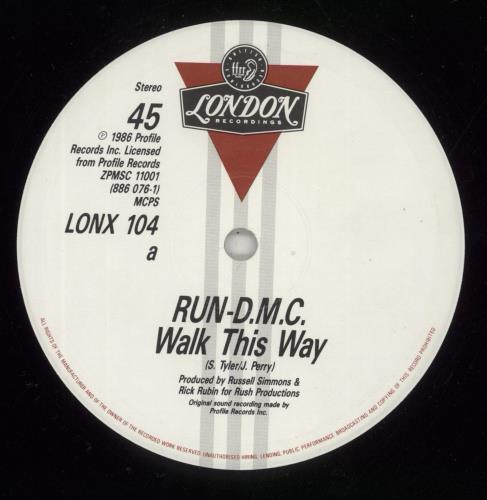 ffrr
LONDON
RECORDINGS
Stereo
45
℗ 1986 Profile
Records Inc. Licensed
from Profile Records
ZPMSC 11001
(886 076-1)
MCPS
LONX 104
a
RUN-D.M.C.
Walk This Way
(S. Tyler/J. Perry)
Produced by Russell Simmons &
Rick Rubin for Rush Productions
Original sound recording made by
Profile Records Inc.
ALL RIGHTS OF THE MANUFACTURER AND OF THE OWNER OF THE RECORDED WORK RESERVED UNAUTHORISED HIRING, LENDING, PUBLIC PERFORMANCE BROADCASTING AND COPYING OF THIS RECORD PROHIBITED